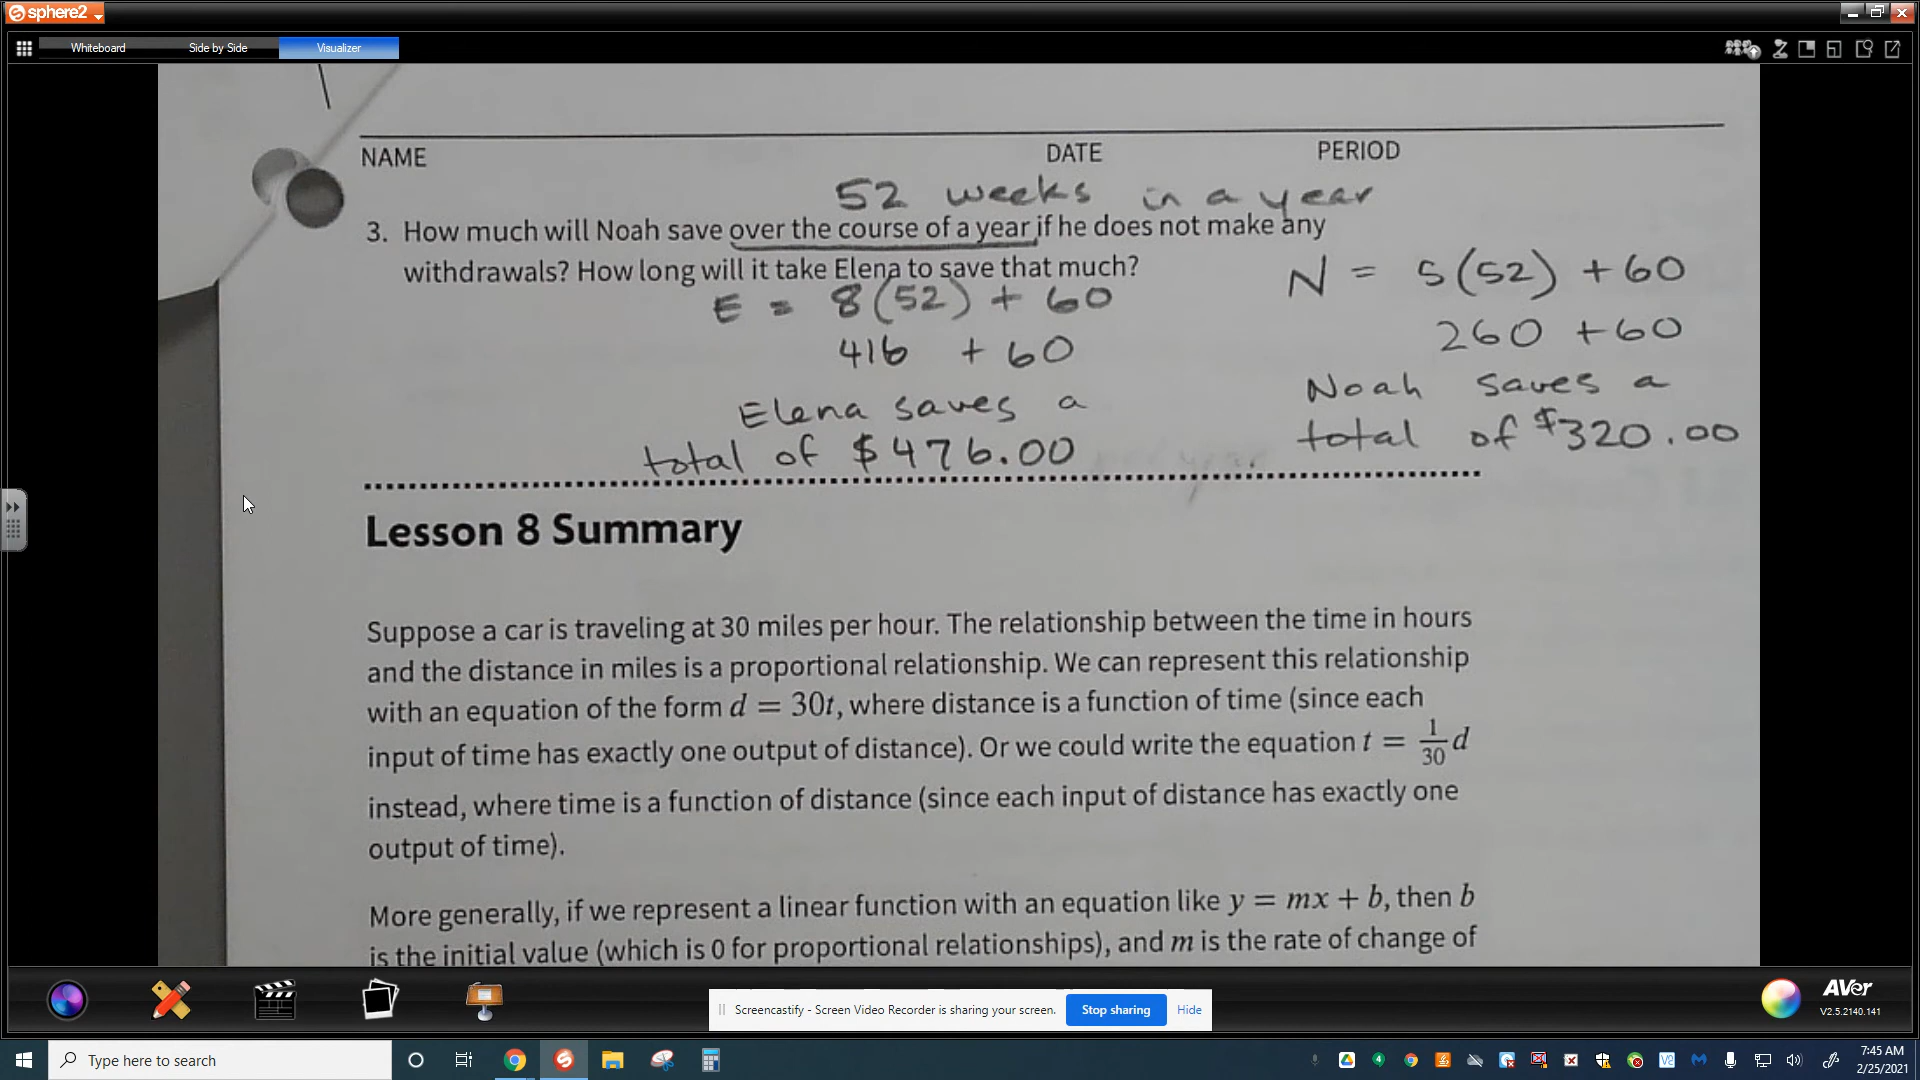 sphere2
Whiteboard Side by Side Visualizer
NAME DATE PERIOD
52 weeks in a year
3. How much will Noah save over the course of a year if he does not make any
withdrawals? How long will it take Elena to save that much?
N = 5(52) + 60
E = 8(52) + 60
260 + 60
416 + 60
Noah saves a
Elena saves a
total of $320.00
total of $476.00
Lesson 8 Summary
Suppose a car is traveling at 30 miles per hour. The relationship between the time in hours
and the distance in miles is a proportional relationship. We can represent this relationship
with an equation of the form d = 30t, where distance is a function of time (since each
input of time has exactly one output of distance). Or we could write the equation t = 1/30 d
instead, where time is a function of distance (since each input of distance has exactly one
output of time).
More generally, if we represent a linear function with an equation like y = mx + b, then b
is the initial value (which is 0 for proportional relationships), and m is the rate of change of
Screencastify - Screen Video Recorder is sharing your screen. Stop sharing Hide
AVer
V2.5.2140.141
Type here to search
7:45 AM
2/25/2021